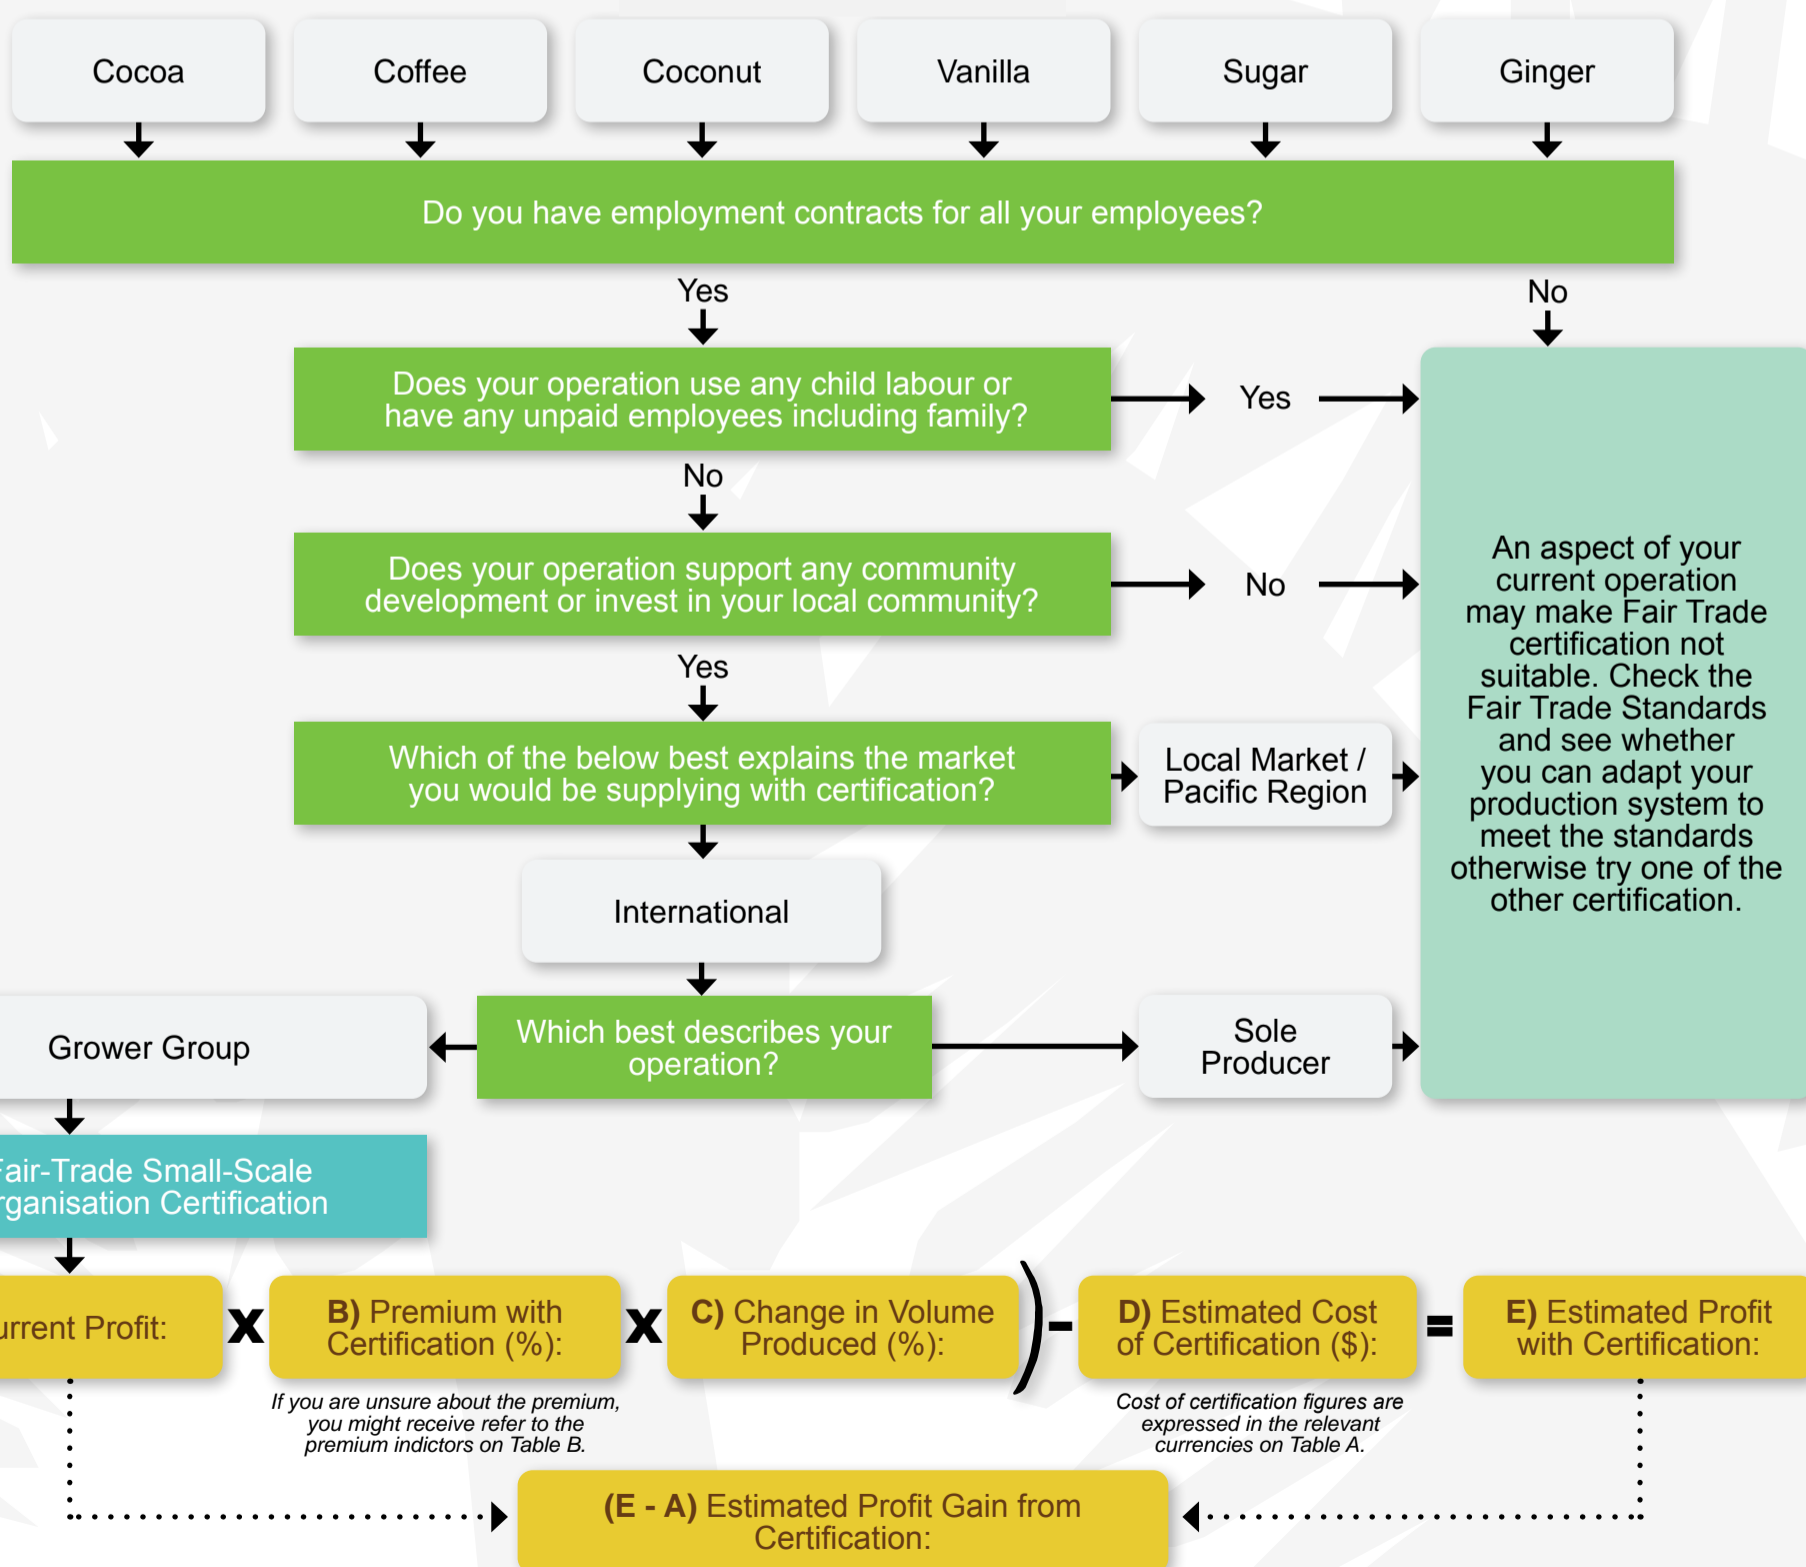 Cocoa
Coffee
Coconut
Vanilla
Sugar
Ginger
Do you have employment contracts for all your employees?
Yes
No
Does your operation use any child labour or
have any unpaid employees including family?
Yes
No
Does your operation support any community
development or invest in your local community?
No
Yes
Which of the below best explains the market
you would be supplying with certification?
Local Market /
Pacific Region
An aspect of your
current operation
may make Fair Trade
certification not
suitable. Check the
Fair Trade Standards
and see whether
you can adapt your
production system to
meet the standards
otherwise try one of the
other certification.
International
Grower Group
Which best describes your
operation?
Sole
Producer
Fair-Trade Small-Scale
rganisation Certification
urrent Profit:
x
B) Premium with
Certification (%):
x
C) Change in Volume
Produced (%):
)
-
D) Estimated Cost
of Certification ($):
=
E) Estimated Profit
with Certification:
If you are unsure about the premium,
you might receive refer to the
premium indictors on Table B.
Cost of certification figures are
expressed in the relevant
currencies on Table A.
(E - A) Estimated Profit Gain from
Certification: